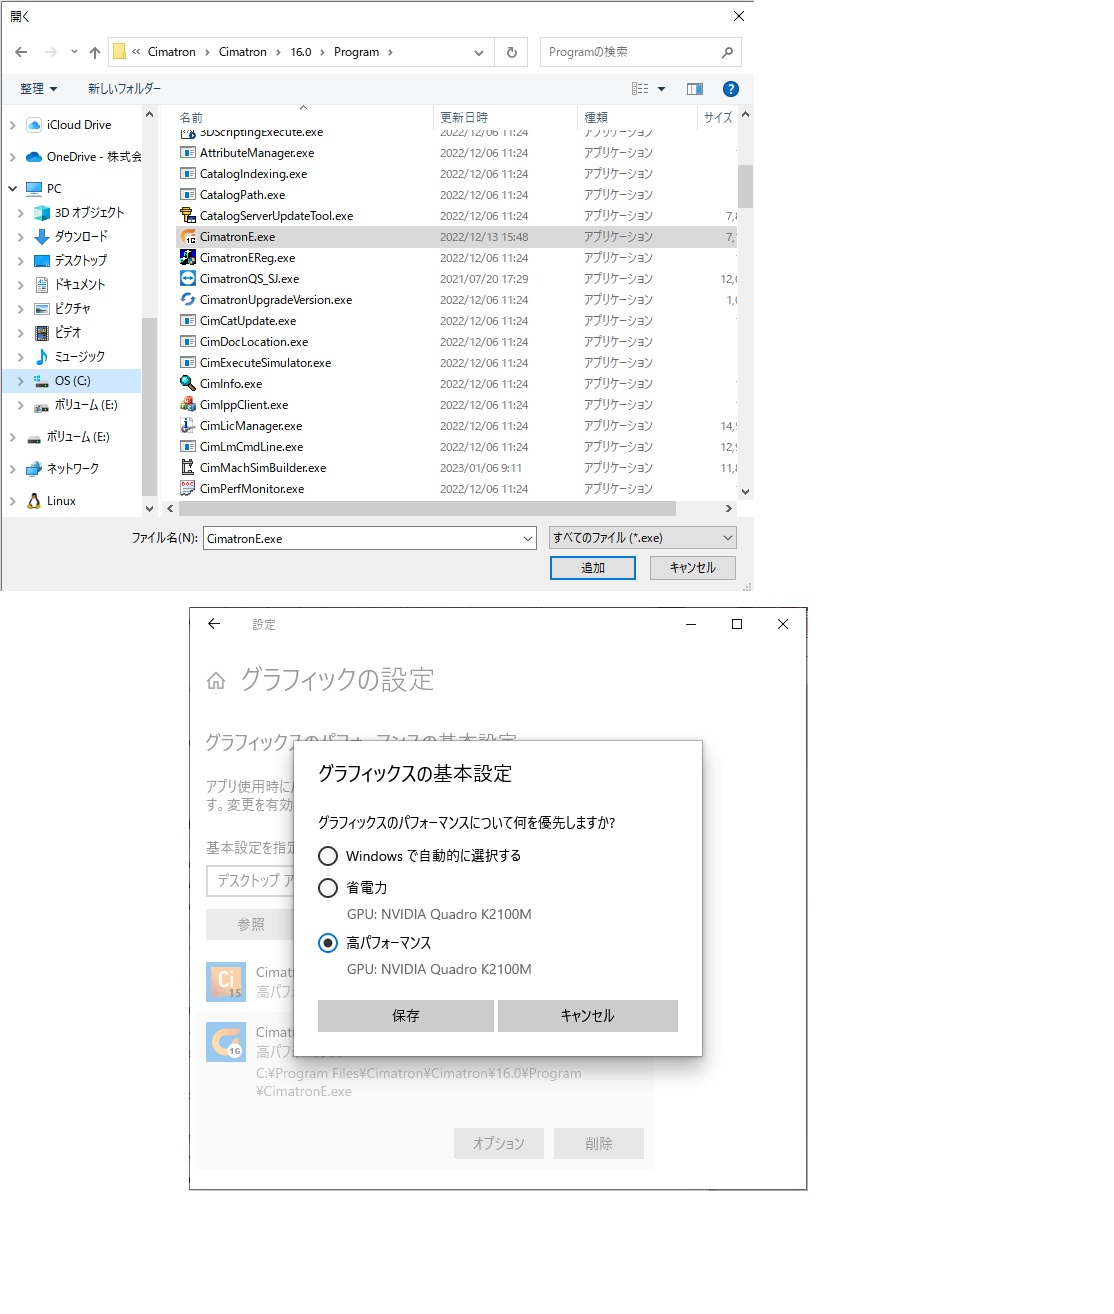 開く
« Cimatron › Cimatron › 16.0 › Program ›
Programの検索
整理
新しいフォルダー
iCloud Drive
OneDrive - 株式会
PC
3D オブジェクト
ダウンロード
デスクトップ
ドキュメント
ピクチャ
ビデオ
ミュージック
OS (C:)
ボリューム (E:)
ボリューム (E:)
ネットワーク
Linux
名前 更新日時 種類 サイズ
3DScriptingExecute.exe 2022/12/06 11:24 アプリケーション
AttributeManager.exe 2022/12/06 11:24 アプリケーション
CatalogIndexing.exe 2022/12/06 11:24 アプリケーション
CatalogPath.exe 2022/12/06 11:24 アプリケーション
CatalogServerUpdateTool.exe 2022/12/06 11:24 アプリケーション
CimatronE.exe 2022/12/13 15:48 アプリケーション
CimatronEReg.exe 2022/12/06 11:24 アプリケーション
CimatronQS_SJ.exe 2021/07/20 17:29 アプリケーション
CimatronUpgradeVersion.exe 2022/12/06 11:24 アプリケーション
CimCatUpdate.exe 2022/12/06 11:24 アプリケーション
CimDocLocation.exe 2022/12/06 11:24 アプリケーション
CimExecuteSimulator.exe 2022/12/06 11:24 アプリケーション
CimInfo.exe 2022/12/06 11:24 アプリケーション
CimIppClient.exe 2022/12/06 11:24 アプリケーション
CimLicManager.exe 2022/12/06 11:24 アプリケーション
CimLmCmdLine.exe 2022/12/06 11:24 アプリケーション
CimMachSimBuilder.exe 2023/01/06 9:11 アプリケーション
CimPerfMonitor.exe 2022/12/06 11:24 アプリケーション
ファイル名(N): CimatronE.exe すべてのファイル (*.exe)
追加 キャンセル
設定
グラフィックの設定
グラフィックスのパフォーマンスの基本設定
アプリ使用時に
す。変更を有効
基本設定を指定
デスクトップ ア
参照
Ci 15
Cimatr
高パフ
16
Cimatr
高パフォーマンス
C:¥Program Files¥Cimatron¥Cimatron¥16.0¥Program
¥CimatronE.exe
オプション 削除
グラフィックスの基本設定
グラフィックスのパフォーマンスについて何を優先しますか?
Windows で自動的に選択する
省電力
GPU: NVIDIA Quadro K2100M
高パフォーマンス
GPU: NVIDIA Quadro K2100M
保存 キャンセル